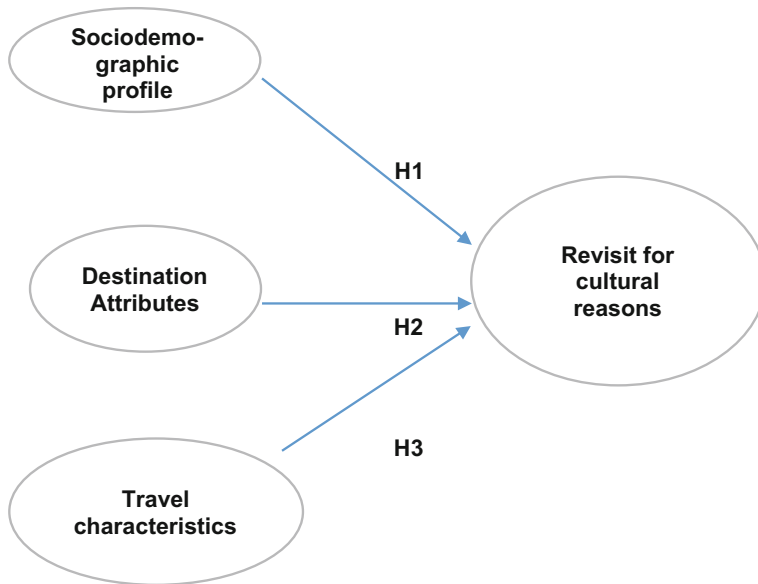 Sociodemo-
graphic
profile
H1
Revisit for
cultural
reasons
Destination
Attributes
H2
H3
Travel
characteristics